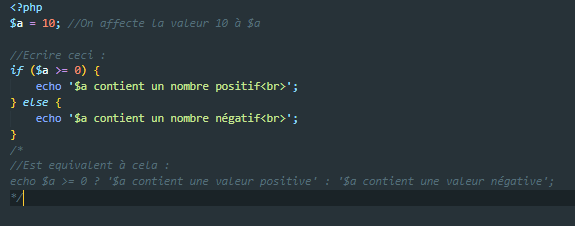 <?php
$a = 10; //On affecte la valeur 10 à $a
//Ecrire ceci :
if ($a >= 0) {
echo '$a contient un nombre positif<br>';
} else {
echo '$a contient un nombre négatif<br>';
}
/*
//Est equivalent à cela :
echo $a >= 0 ? '$a contient une valeur positive' : '$a contient une valeur négative';
*/